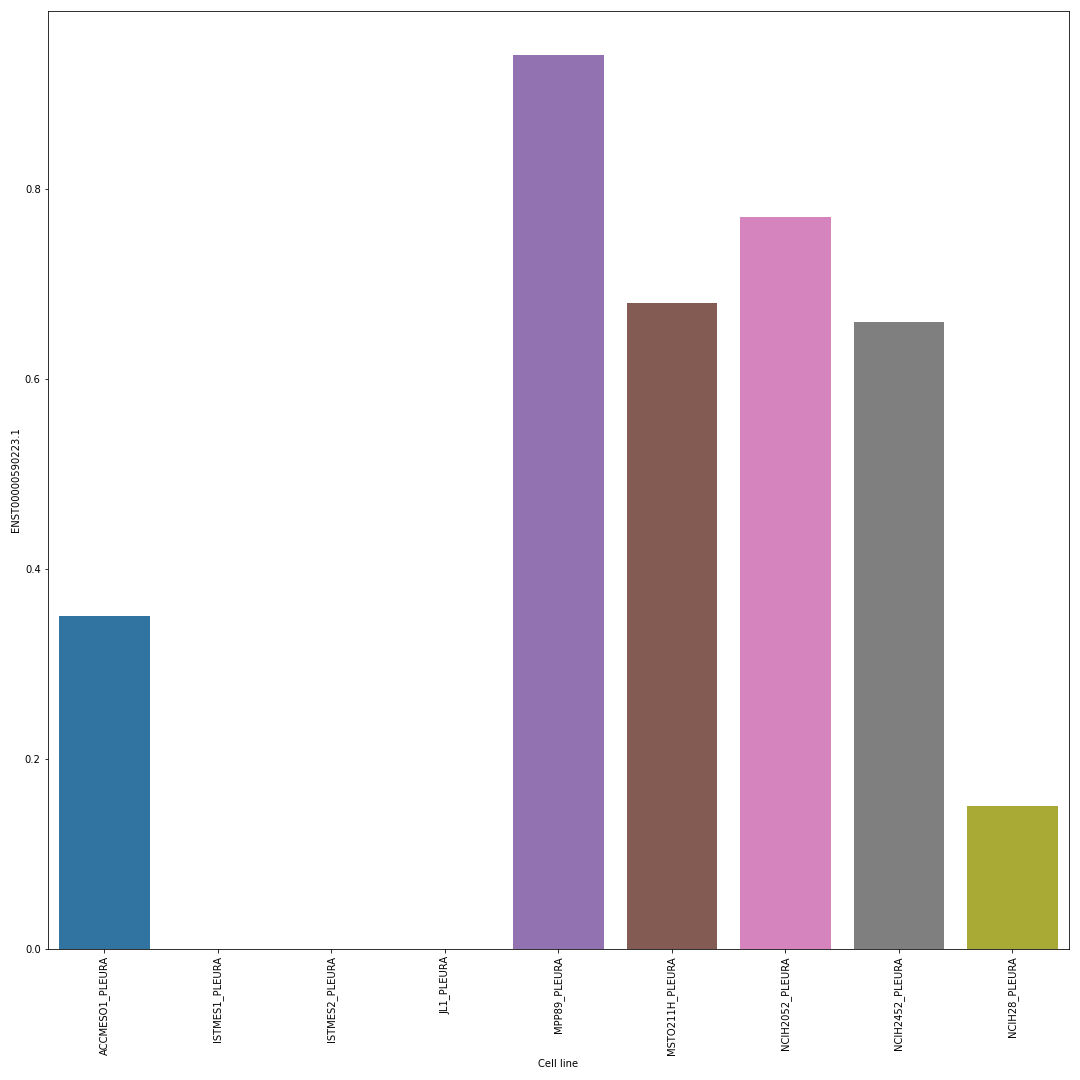 ENST00000590223.1
0.8
0.6
0.4
0.2
0.0
ACCMESO1_PLEURA
ISTMES1_PLEURA
ISTMES2_PLEURA
JL1_PLEURA
MPP89_PLEURA
MSTO211H_PLEURA
NCIH2052_PLEURA
NCIH2452_PLEURA
NCIH28_PLEURA
Cell line